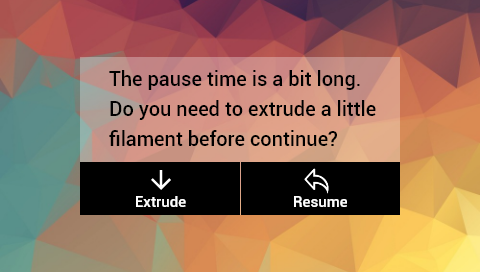 The pause time is a bit long.
Do you need to extrude a little
filament before continue?
Extrude
Resume